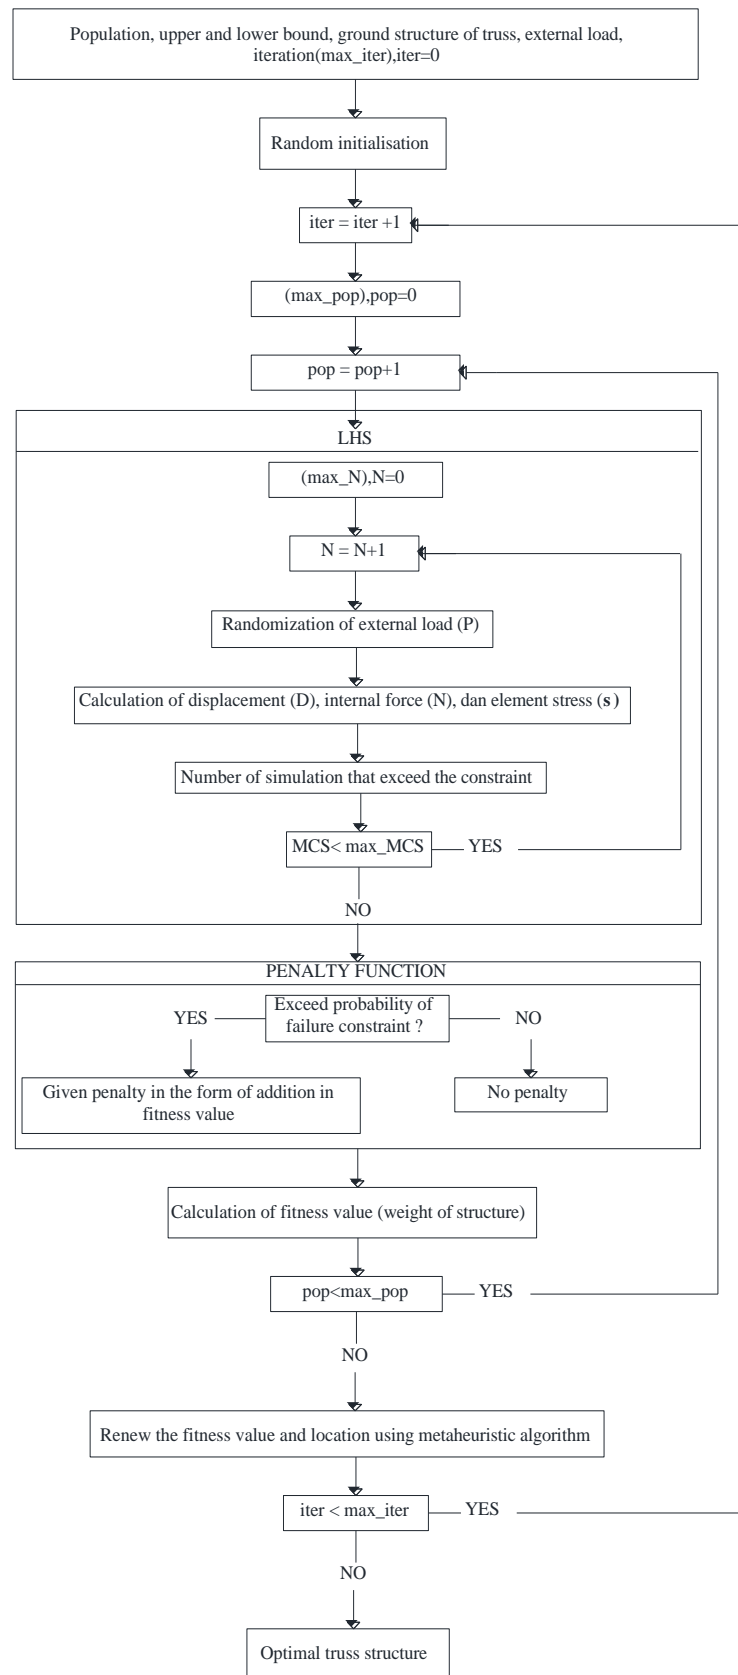 Population, upper and lower bound, ground structure of truss, external load,
iteration(max_iter),iter=0
Random initialisation
iter = iter +1
(max_pop),pop=0
pop = pop+1
LHS
(max_N),N=0
N = N+1
Randomization of external load (P)
Calculation of displacement (D), internal force (N), dan element stress (s )
Number of simulation that exceed the constraint
MCS< max_MCS
YES
NO
PENALTY FUNCTION
Exceed probability of
failure constraint ?
YES
NO
Given penalty in the form of addition in
fitness value
No penalty
Calculation of fitness value (weight of structure)
pop<max_pop
YES
NO
Renew the fitness value and location using metaheuristic algorithm
iter < max_iter
YES
NO
Optimal truss structure